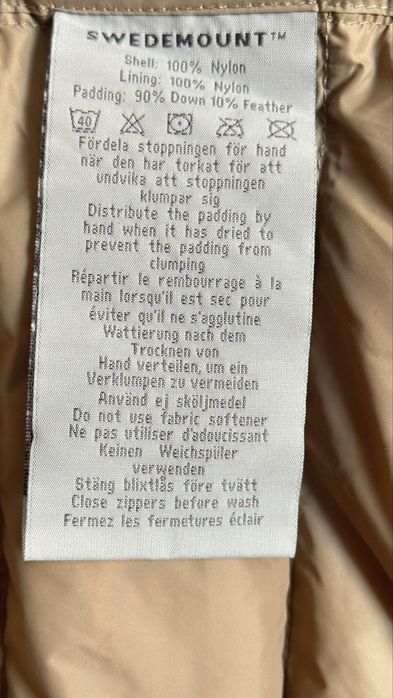 SWEDEMOUNT™
Shell: 100% Nylon
Lining: 100% Nylon
Padding: 90% Down 10% Feather
40
Fördela stoppningen för hand
när den har torkat för att
undvika att stoppningen
klumpar sig
Distribute the padding by
hand when it has dried to
prevent the padding from
clumping
Répartir le rembourrage à la
main lorsqu'il est sec pour
éviter qu'il ne s'agglutine
Wattierung nach dem
Trocknen von
Hand verteilen, um ein
Verklumpen zu vermeiden
Använd ej sköljmedel
Do not use fabric softener
Ne pas utiliser d'adoucissant
Keinen Weichspüler
verwenden
Stäng blixtlås före tvätt
Close zippers before wash
Fermez les fermetures éclair